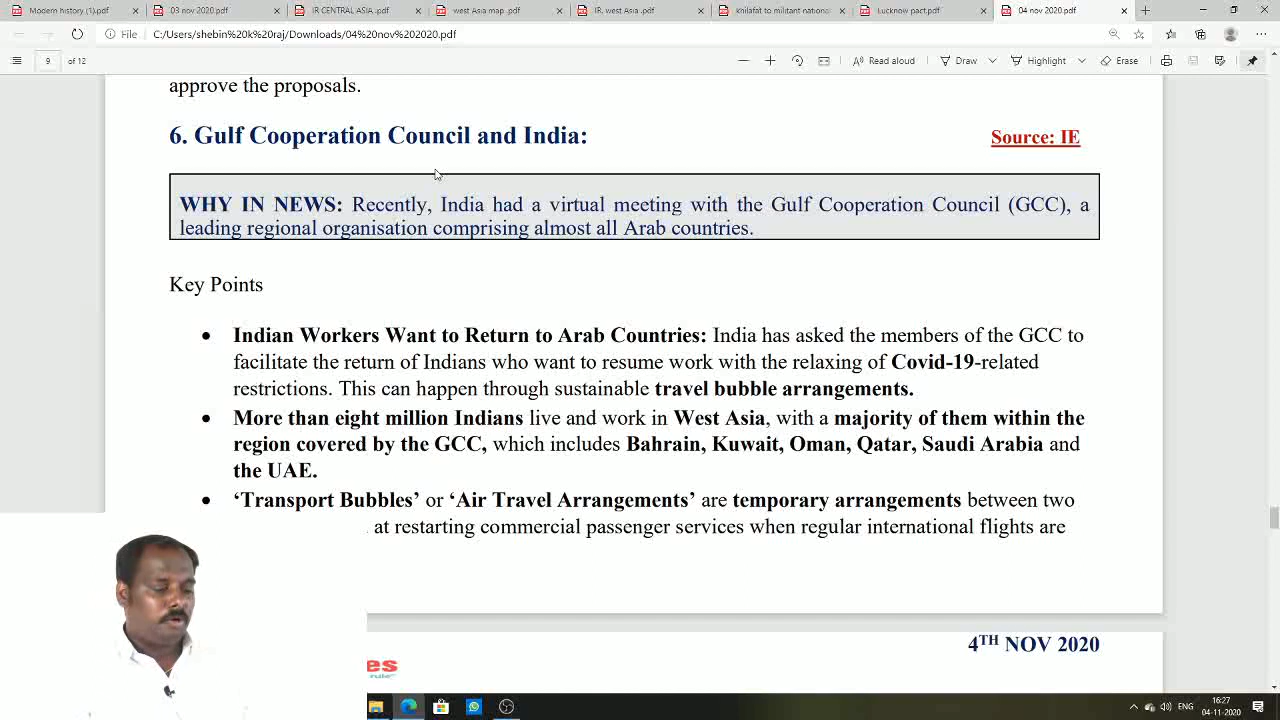 Modern history (1).pdf
03 nov 2020.pdf
IR CENTRAL ASIA.pdf
west Asia map.pdf
IR. west Asia.pdf
khilafat to militant national
Lucknow pact.pdf
04 nov 2020.pdf
File C:/Users/shebin%20k%20raj/Downloads/04%20nov%202020.pdf
9 of 12
Read aloud
Draw
Highlight
Erase
approve the proposals.
6. Gulf Cooperation Council and India:
Source: IE
WHY IN NEWS: Recently, India had a virtual meeting with the Gulf Cooperation Council (GCC), a
leading regional organisation comprising almost all Arab countries.
Key Points
• Indian Workers Want to Return to Arab Countries: India has asked the members of the GCC to
facilitate the return of Indians who want to resume work with the relaxing of Covid-19-related
restrictions. This can happen through sustainable travel bubble arrangements.
• More than eight million Indians live and work in West Asia, with a majority of them within the
region covered by the GCC, which includes Bahrain, Kuwait, Oman, Qatar, Saudi Arabia and
the UAE.
• ‘Transport Bubbles’ or ‘Air Travel Arrangements’ are temporary arrangements between two
at restarting commercial passenger services when regular international flights are
4TH NOV 2020
es
rule"
ENG
16:27
04-11-2020